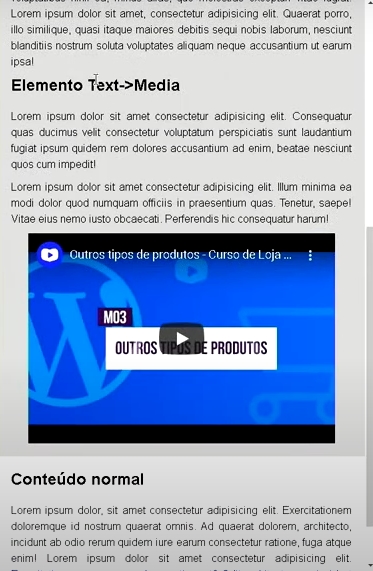 Lorem ipsum dolor sit amet, consectetur adipisicing elit. Quaerat porro,
illo similique, quasi itaque maiores debitis sequi nobis laborum, nesciunt
blanditiis nostrum soluta voluptates aliquam neque accusantium ut earum
ipsa!
Elemento Text->Media
Lorem ipsum dolor sit amet consectetur adipisicing elit. Consequatur
quas ducimus velit consectetur voluptatum perspiciatis sunt laudantium
fugiat ipsum quidem rem dolores accusantium ad enim, beatae nesciunt
quos cum impedit!
Lorem ipsum dolor sit amet consectetur adipisicing elit. Illum minima ea
modi dolor quod numquam officiis in praesentium quas. Tenetur, saepe!
Vitae eius nemo iusto obcaecati. Perferendis hic consequatur harum!
Outros tipos de produtos - Curso de Loja ...
M03
OUTROS TIPOS DE PRODUTOS
Conteúdo normal
Lorem ipsum dolor, sit amet consectetur adipisicing elit. Exercitationem
doloremque id nostrum quaerat omnis. Ad quaerat dolorem, architecto,
incidunt ab odio cum quidem iure earum consectetur ratione, fuga atque
enim! Lorem ipsum dolor sit amet consectetur adipisicing elit.